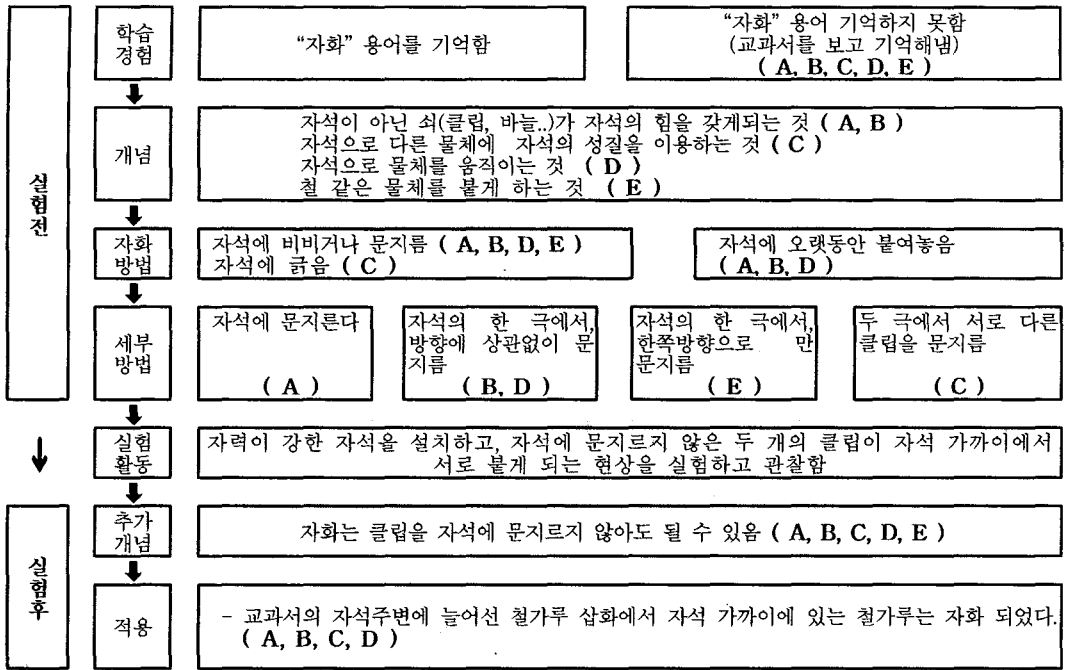 실험전
학습
경험
“자화” 용어를 기억함
“자화” 용어 기억하지 못함
(교과서를 보고 기억해냄)
( A, B, C, D, E )
개념
자석이 아닌 쇠(클립, 바늘..)가 자석의 힘을 갖게되는 것 ( A, B )
자석으로 다른 물체에 자석의 성질을 이용하는 것 ( C )
자석으로 물체를 움직이는 것 ( D )
철 같은 물체를 붙게 하는 것 ( E )
자화
방법
자석에 비비거나 문지름 ( A, B, D, E )
자석에 긁음 ( C )
자석에 오랫동안 붙여놓음
( A, B, D )
세부
방법
자석에 문지른다
( A )
자석의 한 극에서,
방향에 상관없이 문
지름
( B, D )
자석의 한 극에서,
한쪽방향으로 만
문지름
( E )
두 극에서 서로 다른
클립을 문지름
( C )
실험
활동
자력이 강한 자석을 설치하고, 자석에 문지르지 않은 두 개의 클립이 자석 가까이에서
서로 붙게 되는 현상을 실험하고 관찰함
실험후
추가
개념
자화는 클립을 자석에 문지르지 않아도 될 수 있음 ( A, B, C, D, E )
적용
- 교과서의 자석주변에 늘어선 철가루 삽화에서 자석 가까이에 있는 철가루는 자화 되었다.
( A, B, C, D )